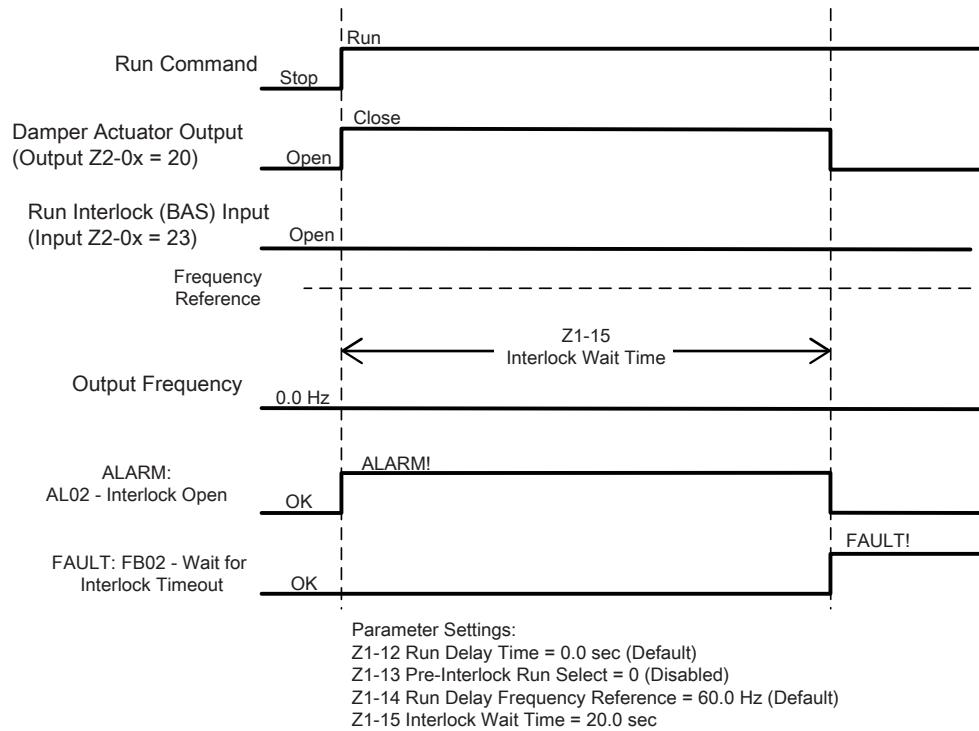 Run
Run Command
Stop
Close
Damper Actuator Output
(Output Z2-0x = 20)
Open
Run Interlock (BAS) Input
(Input Z2-0x = 23)
Open
Frequency
Reference
Z1-15
Interlock Wait Time
Output Frequency
0.0 Hz
ALARM:
AL02 - Interlock Open
ALARM!
OK
FAULT!
FAULT: FB02 - Wait for
Interlock Timeout
OK
Parameter Settings:
Z1-12 Run Delay Time = 0.0 sec (Default)
Z1-13 Pre-Interlock Run Select = 0 (Disabled)
Z1-14 Run Delay Frequency Reference = 60.0 Hz (Default)
Z1-15 Interlock Wait Time = 20.0 sec